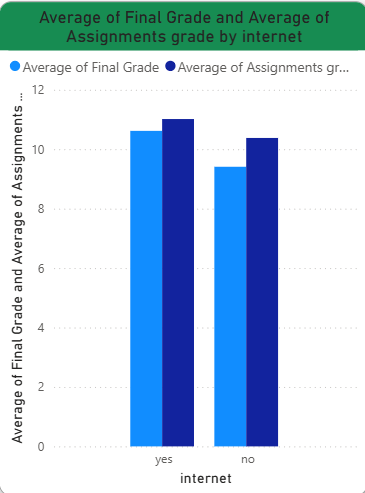 Average of Final Grade and Average of
Assignments grade by internet
Average of Final Grade Average of Assignments gr...
Average of Final Grade and Average of Assignments ...
12
10
8
6
4
2
0
yes no
internet